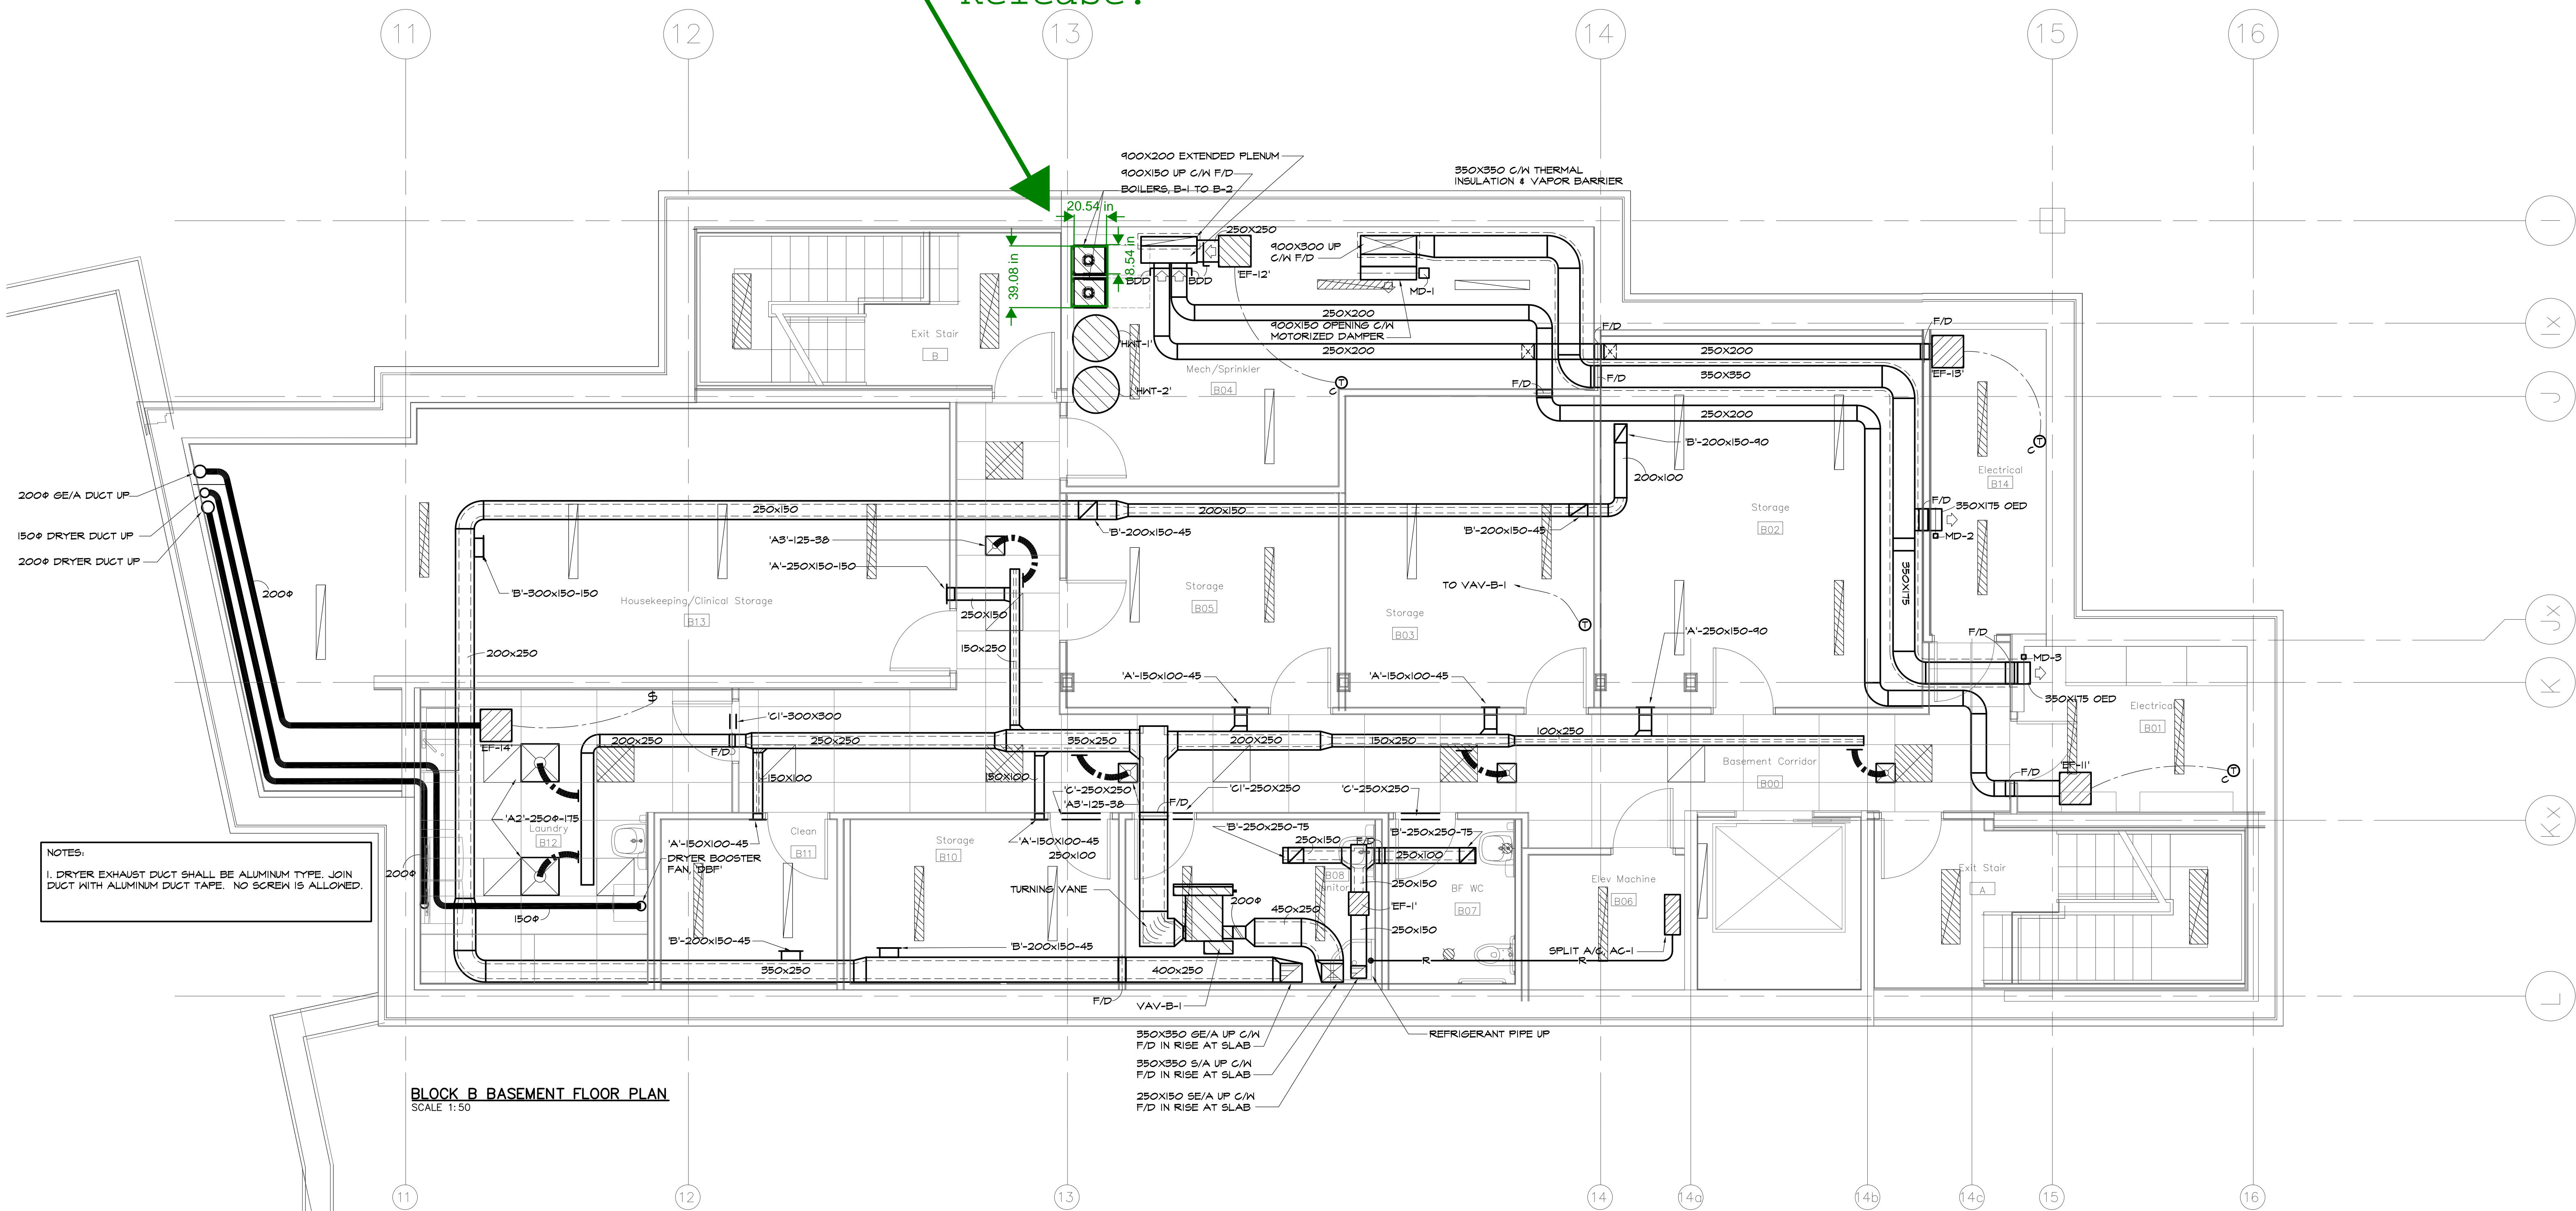 Release.
11
12
13
14
15
16
900X200 EXTENDED PLENUM
900X150 UP C/W F/D
BOILERS, B-1 TO B-2
350X350 C/W THERMAL
INSULATION & VAPOR BARRIER
20.54 in
39.08 in
18.54 in
250X250
900X300 UP
C/W F/D
'EF-12'
BDD
BDD
MD-1
I
IX
J
JX
K
KX
L
Exit Stair
B
250X200
900X150 OPENING C/W
MOTORIZED DAMPER
250X200
F/D
250X200
F/D
'HWT-1'
'HWT-2'
Mech/Sprinkler
B04
T
C
F/D
F/D
350X350
'EF-13'
250X200
T
C
'B'-200x150-90
200x100
Electrical
B14
200Φ GE/A DUCT UP
150Φ DRYER DUCT UP
200Φ DRYER DUCT UP
200Φ
250x150
'B'-200x150-45
200x150
'B'-200x150-45
Storage
B02
F/D
350X175 OED
MD-2
'A3'-125-38
'A'-250X150-150
'B'-300x150-150
Housekeeping/Clinical Storage
B13
250X150
Storage
B05
TO VAV-B-1
Storage
B03
T
350X175
200x250
150x250
'A'-250x150-90
F/D
MD-3
350X175 OED
'A'-150x100-45
'A'-150x100-45
$
'C1'-300X300
'EF-14'
200x250
F/D
250x250
350x250
200X250
150x250
100x250
Electrical
B01
150X100
150X100
Basement Corridor
B00
F/D
'EF-11'
T
C
'C'-250X250
'A3'-125-38
F/D
'C1'-250X250
'C'-250X250
'A2'-250Φ-175
Laundry
B12
'A'-150X100-45
DRYER BOOSTER
FAN, 'DBF'
Clean
B11
Storage
B10
'A'-150X100-45
250x100
'B'-250x250-75
250x150
F/D
'B'-250x250-75
250x100
NOTES:
1. DRYER EXHAUST DUCT SHALL BE ALUMINUM TYPE. JOIN
DUCT WITH ALUMINUM DUCT TAPE. NO SCREW IS ALLOWED.
200Φ
150Φ
TURNING VANE
200Φ
450x250
B08
Janitor
250x150
'EF-1'
250x150
BF WC
B07
Elev Machine
B06
Exit Stair
A
'B'-200x150-45
'B'-200x150-45
350x250
400x250
F/D
VAV-B-1
SPLIT A/C, AC-1
R
R
350X350 GE/A UP C/W
F/D IN RISE AT SLAB
350X350 S/A UP C/W
F/D IN RISE AT SLAB
250X150 SE/A UP C/W
F/D IN RISE AT SLAB
REFRIGERANT PIPE UP
BLOCK B BASEMENT FLOOR PLAN
SCALE 1:50
11
12
13
14
14a
14b
14c
15
16